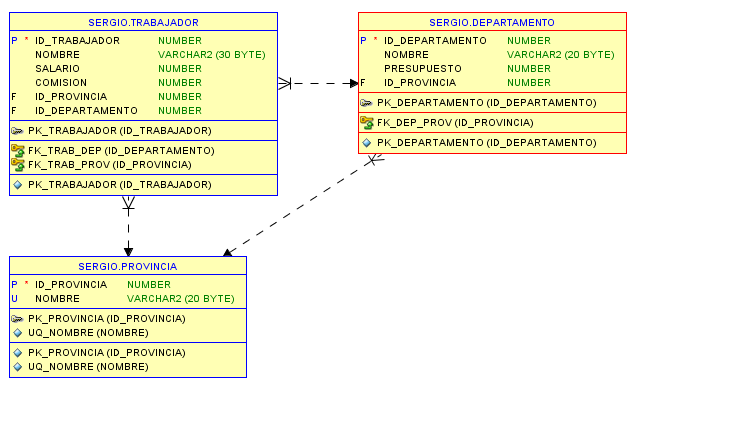 SERGIO.TRABAJADOR
P * ID_TRABAJADOR NUMBER
NOMBRE VARCHAR2 (30 BYTE)
SALARIO NUMBER
COMISION NUMBER
F ID_PROVINCIA NUMBER
F ID_DEPARTAMENTO NUMBER
PK_TRABAJADOR (ID_TRABAJADOR)
FK_TRAB_DEP (ID_DEPARTAMENTO)
FK_TRAB_PROV (ID_PROVINCIA)
PK_TRABAJADOR (ID_TRABAJADOR)
SERGIO.DEPARTAMENTO
P * ID_DEPARTAMENTO NUMBER
NOMBRE VARCHAR2 (20 BYTE)
PRESUPUESTO NUMBER
F ID_PROVINCIA NUMBER
PK_DEPARTAMENTO (ID_DEPARTAMENTO)
FK_DEP_PROV (ID_PROVINCIA)
PK_DEPARTAMENTO (ID_DEPARTAMENTO)
SERGIO.PROVINCIA
P * ID_PROVINCIA NUMBER
U NOMBRE VARCHAR2 (20 BYTE)
PK_PROVINCIA (ID_PROVINCIA)
UQ_NOMBRE (NOMBRE)
PK_PROVINCIA (ID_PROVINCIA)
UQ_NOMBRE (NOMBRE)